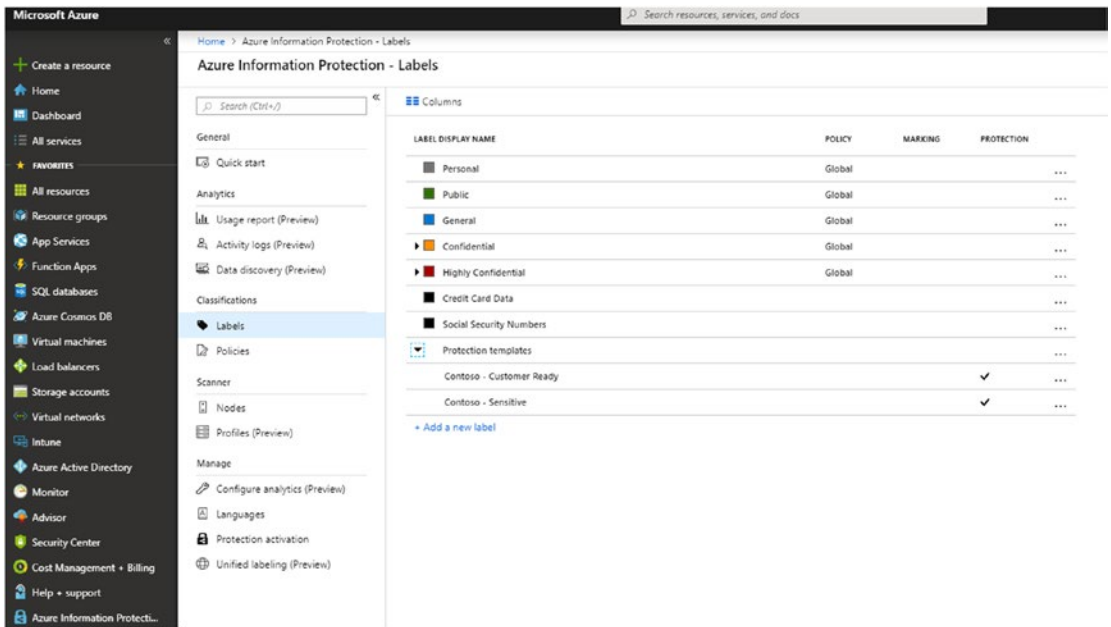 Microsoft Azure
Search resources, services, and docs
Create a resource
Home
Dashboard
All services
FAVORITES
All resources
Resource groups
App Services
Function Apps
SQL databases
Azure Cosmos DB
Virtual machines
Load balancers
Storage accounts
Virtual networks
Intune
Azure Active Directory
Monitor
Advisor
Security Center
Cost Management + Billing
Help + support
Azure Information Protecti...
Home > Azure Information Protection - Labels
Azure Information Protection - Labels
Search (Ctrl+/)
General
Quick start
Analytics
Usage report (Preview)
Activity logs (Preview)
Data discovery (Preview)
Classifications
Labels
Policies
Scanner
Nodes
Profiles (Preview)
Manage
Configure analytics (Preview)
Languages
Protection activation
Unified labeling (Preview)
Columns
LABEL DISPLAY NAME POLICY MARKING PROTECTION
Personal Global ...
Public Global ...
General Global ...
Confidential Global ...
Highly Confidential Global ...
Credit Card Data ...
Social Security Numbers ...
Protection templates ...
Contoso - Customer Ready ✓ ...
Contoso - Sensitive ✓ ...
+ Add a new label